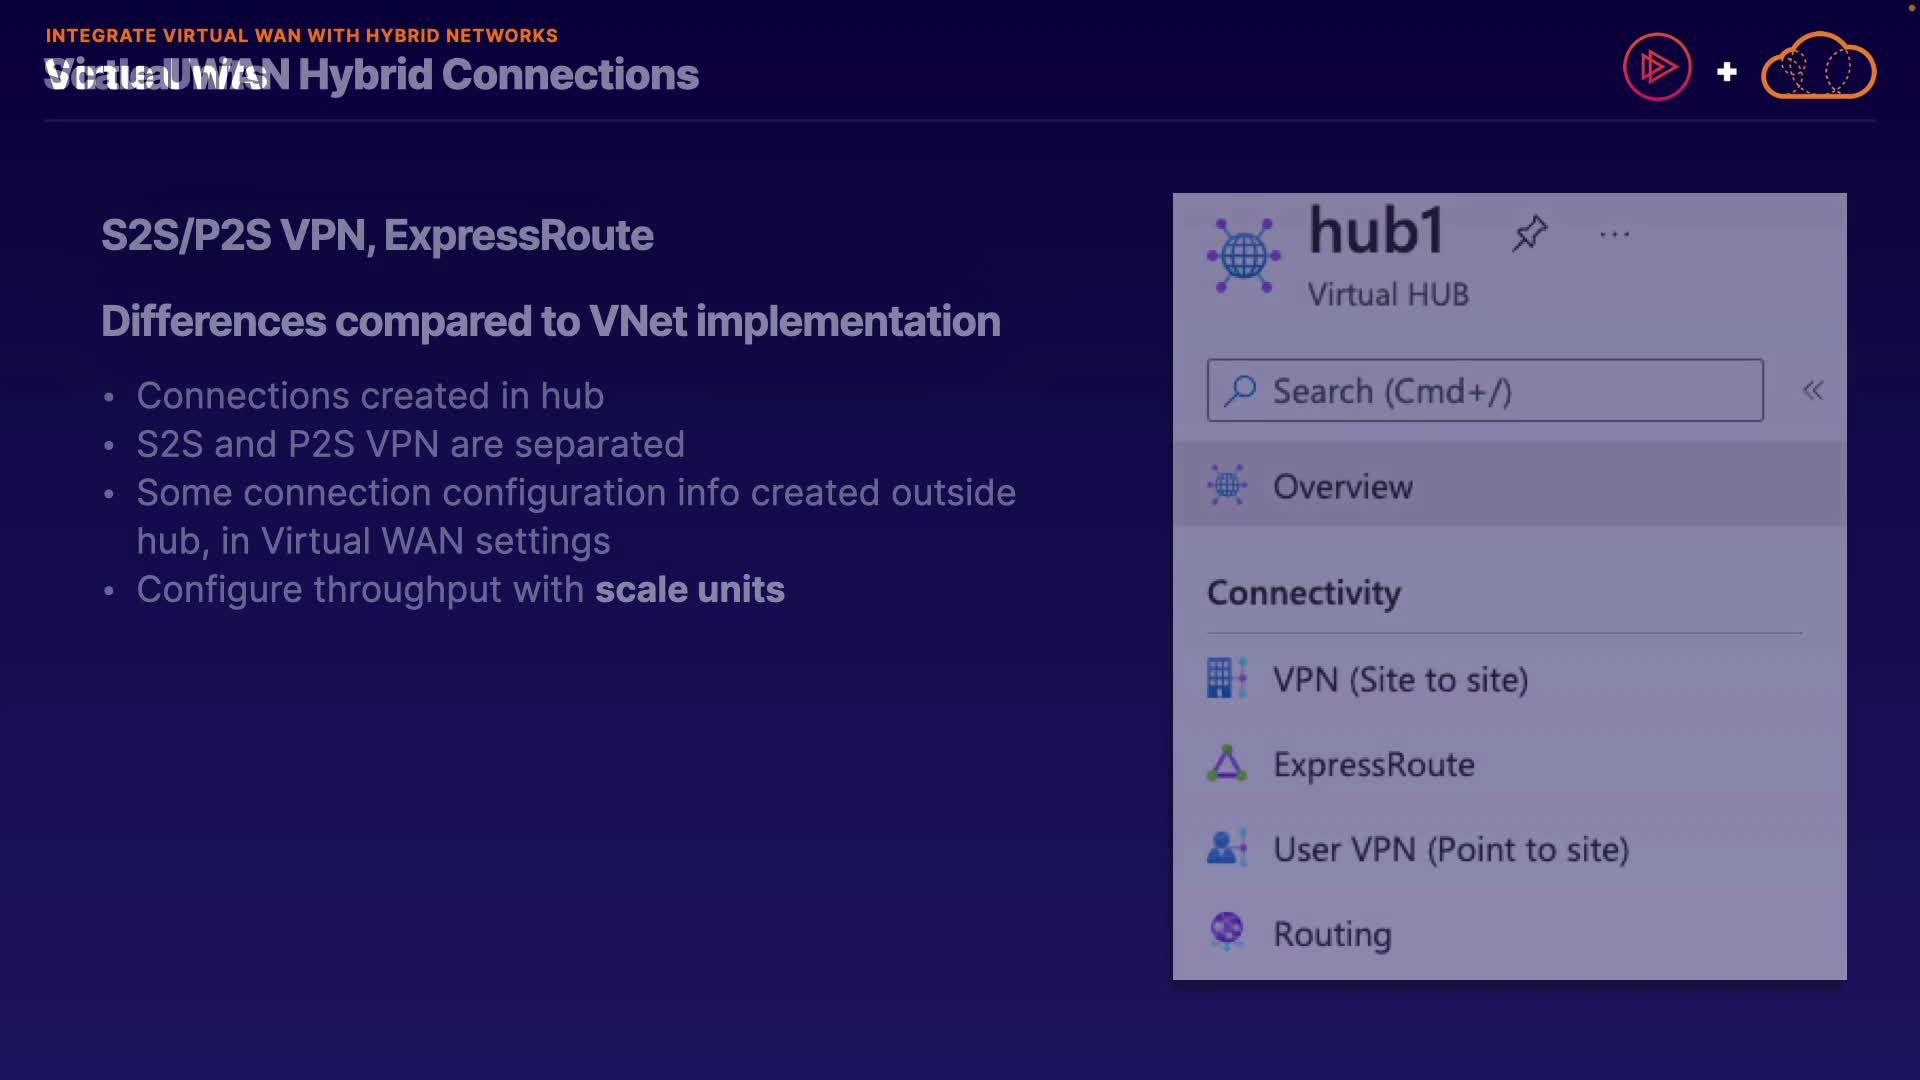 INTEGRATE VIRTUAL WAN WITH HYBRID NETWORKS
Scale Units
Virtual WAN Hybrid Connections
S2S/P2S VPN, ExpressRoute
Differences compared to VNet implementation
• Connections created in hub
• S2S and P2S VPN are separated
• Some connection configuration info created outside
hub, in Virtual WAN settings
• Configure throughput with scale units
hub1
Virtual HUB
Search (Cmd+/)
Overview
Connectivity
VPN (Site to site)
ExpressRoute
User VPN (Point to site)
Routing